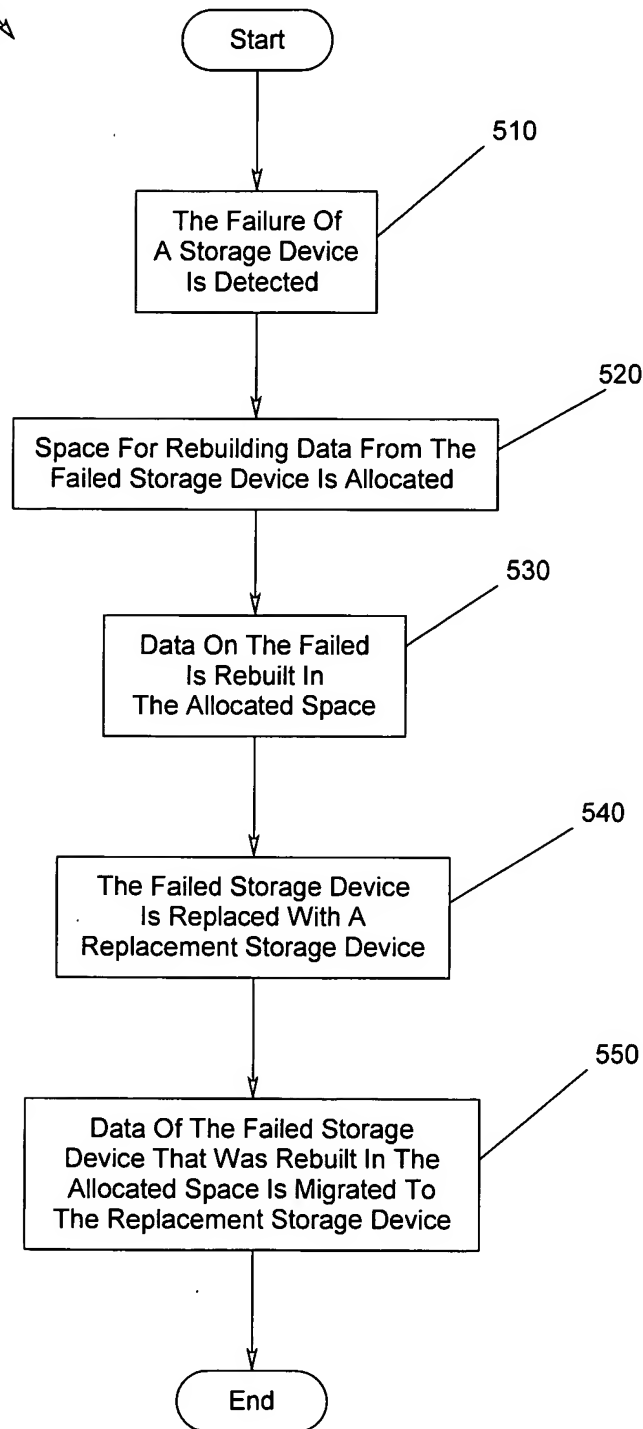 Start
510
The Failure Of
A Storage Device
Is Detected
520
Space For Rebuilding Data From The
Failed Storage Device Is Allocated
530
Data On The Failed
Is Rebuilt In
The Allocated Space
540
The Failed Storage Device
Is Replaced With A
Replacement Storage Device
550
Data Of The Failed Storage
Device That Was Rebuilt In The
Allocated Space Is Migrated To
The Replacement Storage Device
End